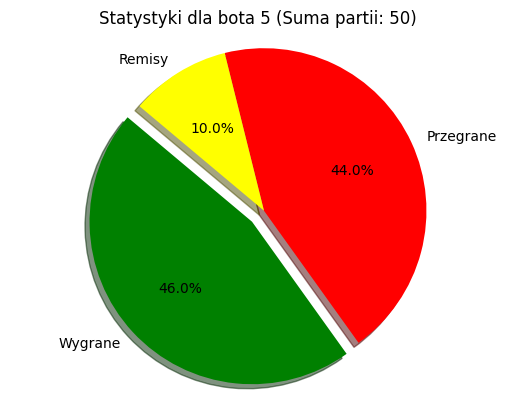 Statystyki dla bota 5 (Suma partii: 50)
Remisy
10.0%
Przegrane
44.0%
46.0%
Wygrane